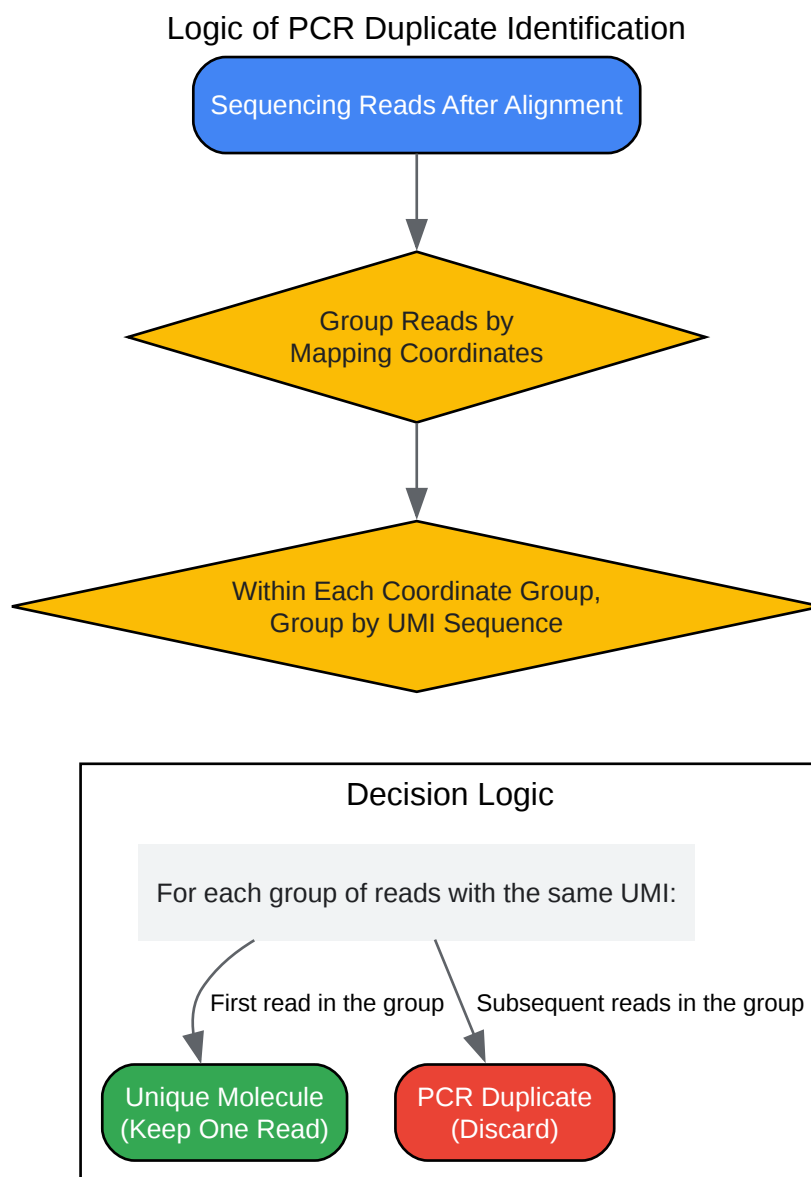 Logic of PCR Duplicate Identification
Sequencing Reads After Alignment
Group Reads by
Mapping Coordinates
Within Each Coordinate Group,
Group by UMI Sequence
Decision Logic
For each group of reads with the same UMI:
First read in the group
Subsequent reads in the group
Unique Molecule
(Keep One Read)
PCR Duplicate
(Discard)